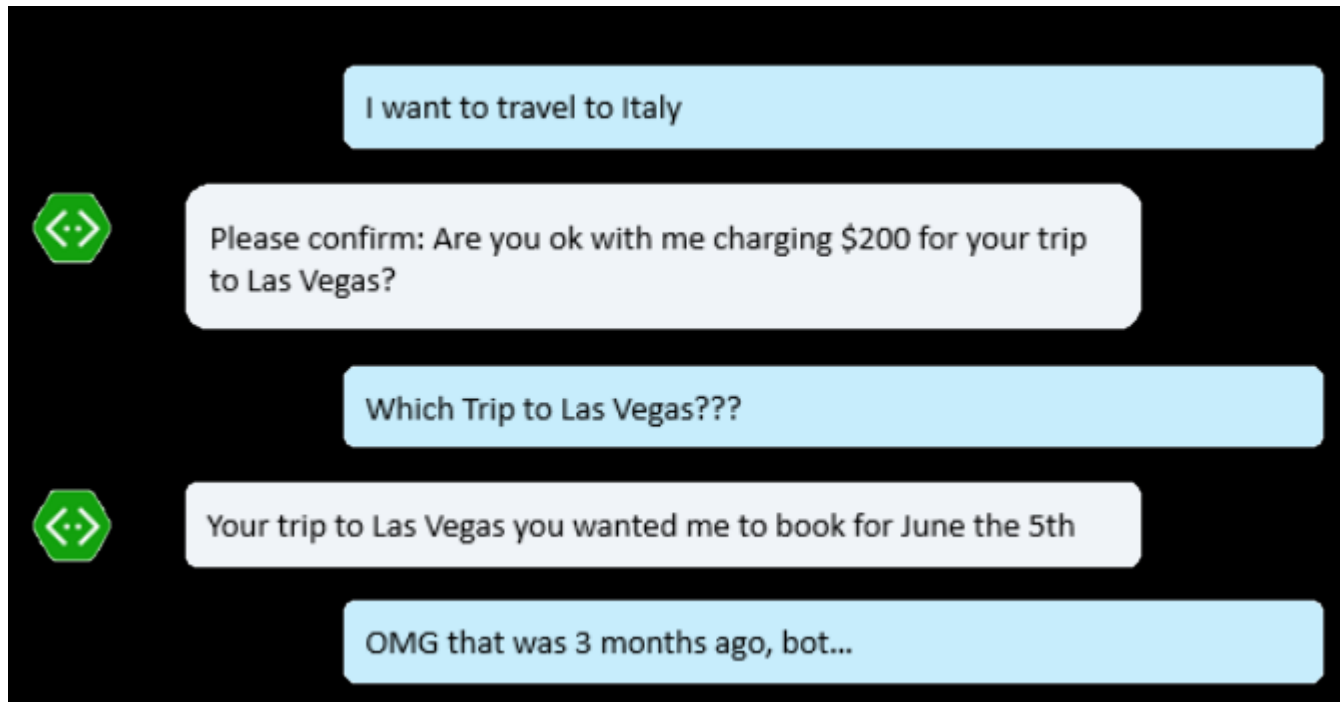 I want to travel to Italy
Please confirm: Are you ok with me charging $200 for your trip
to Las Vegas?
Which Trip to Las Vegas???
Your trip to Las Vegas you wanted me to book for June the 5th
OMG that was 3 months ago, bot...